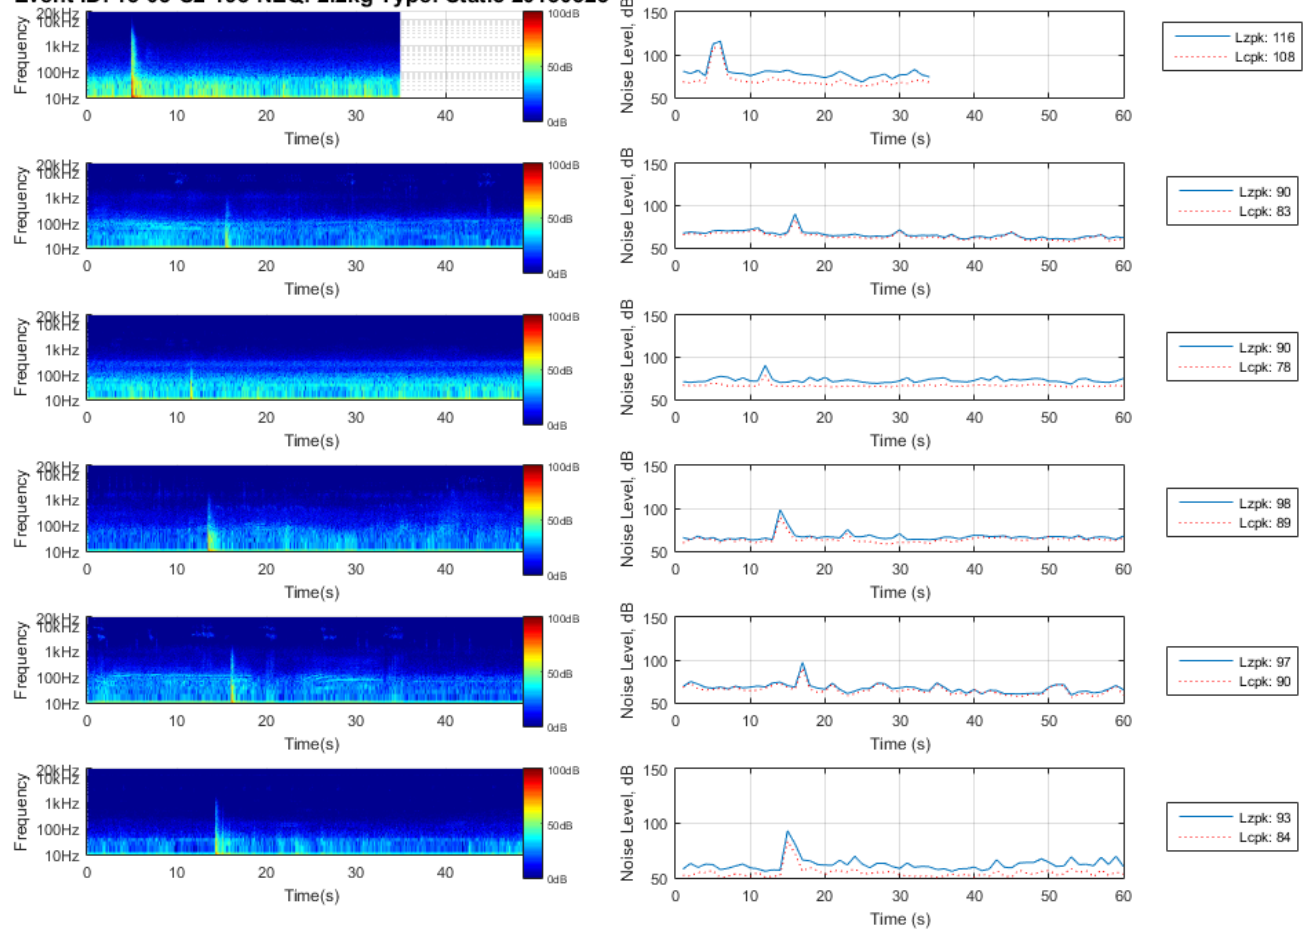 20kHz
10kHz
1kHz
100Hz
10Hz
Frequency
0 10 20 30 40
Time(s)
100dB
50dB
0dB
150
100
50
Noise Level, dB
0 10 20 30 40 50 60
Time (s)
Lzpk: 116
Lcpk: 108
20kHz
10kHz
1kHz
100Hz
10Hz
Frequency
0 10 20 30 40
Time(s)
100dB
50dB
0dB
150
100
50
Noise Level, dB
0 10 20 30 40 50 60
Time (s)
Lzpk: 90
Lcpk: 83
20kHz
10kHz
1kHz
100Hz
10Hz
Frequency
0 10 20 30 40
Time(s)
100dB
50dB
0dB
150
100
50
Noise Level, dB
0 10 20 30 40 50 60
Time (s)
Lzpk: 90
Lcpk: 78
20kHz
10kHz
1kHz
100Hz
10Hz
Frequency
0 10 20 30 40
Time(s)
100dB
50dB
0dB
150
100
50
Noise Level, dB
0 10 20 30 40 50 60
Time (s)
Lzpk: 98
Lcpk: 89
20kHz
10kHz
1kHz
100Hz
10Hz
Frequency
0 10 20 30 40
Time(s)
100dB
50dB
0dB
150
100
50
Noise Level, dB
0 10 20 30 40 50 60
Time (s)
Lzpk: 97
Lcpk: 90
20kHz
10kHz
1kHz
100Hz
10Hz
Frequency
0 10 20 30 40
Time(s)
100dB
50dB
0dB
150
100
50
Noise Level, dB
0 10 20 30 40 50 60
Time (s)
Lzpk: 93
Lcpk: 84